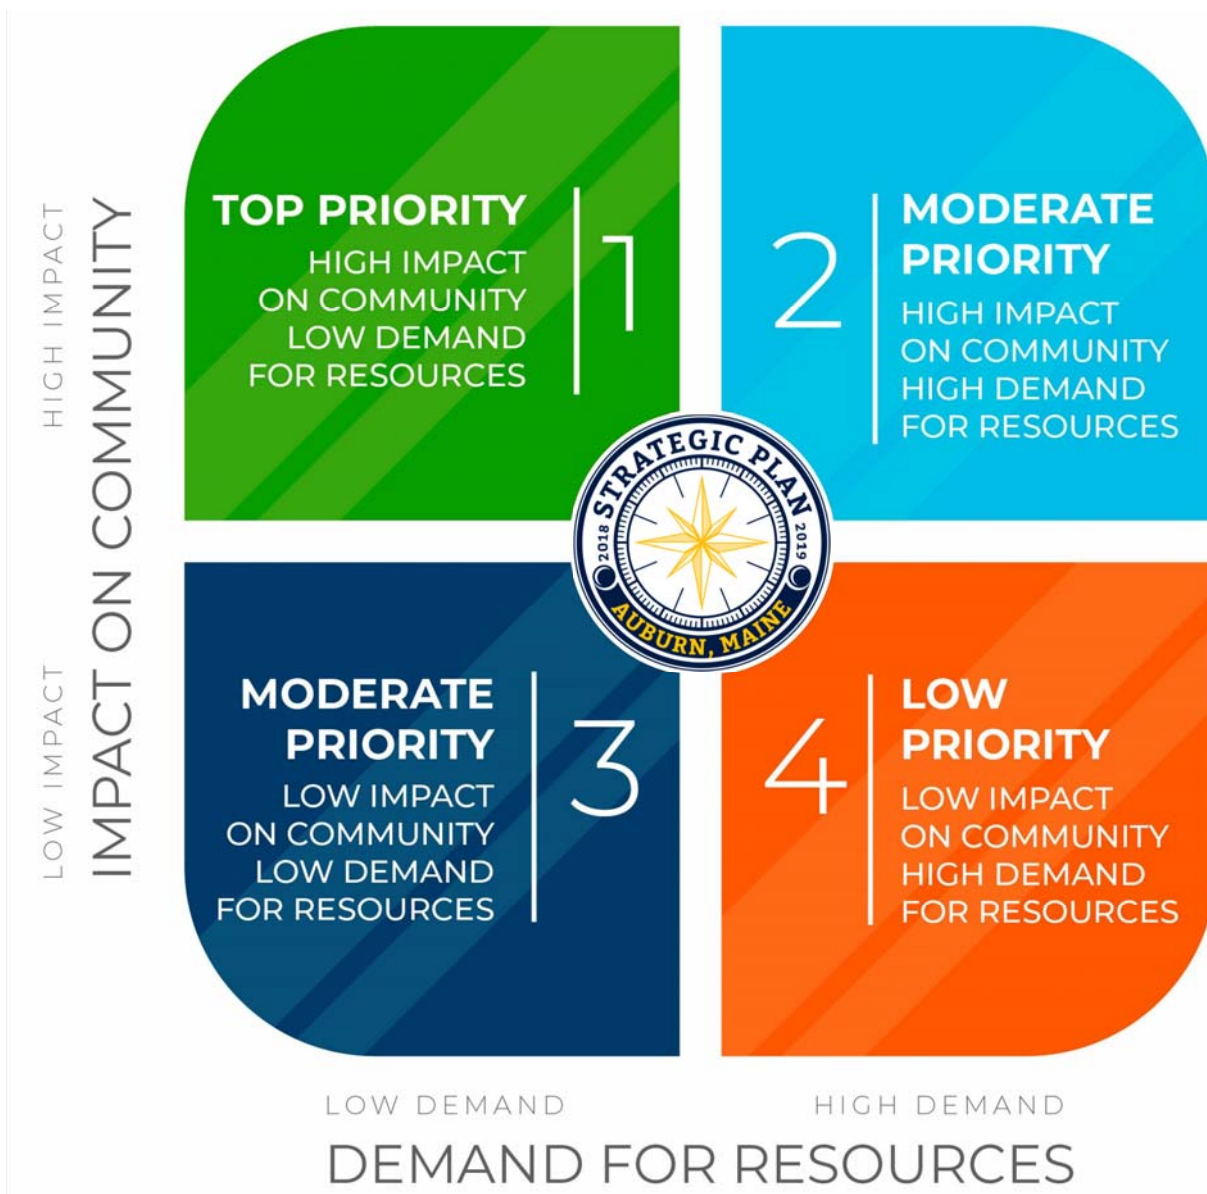 TOP PRIORITY
HIGH IMPACT
ON COMMUNITY
LOW DEMAND
FOR RESOURCES
1
2
MODERATE
PRIORITY
HIGH IMPACT
ON COMMUNITY
HIGH DEMAND
FOR RESOURCES
STRATEGIC PLAN
2018
2019
AUBURN, MAINE
MODERATE
PRIORITY
LOW IMPACT
ON COMMUNITY
LOW DEMAND
FOR RESOURCES
3
4
LOW
PRIORITY
LOW IMPACT
ON COMMUNITY
HIGH DEMAND
FOR RESOURCES
HIGH IMPACT
LOW IMPACT
IMPACT ON COMMUNITY
LOW DEMAND
HIGH DEMAND
DEMAND FOR RESOURCES